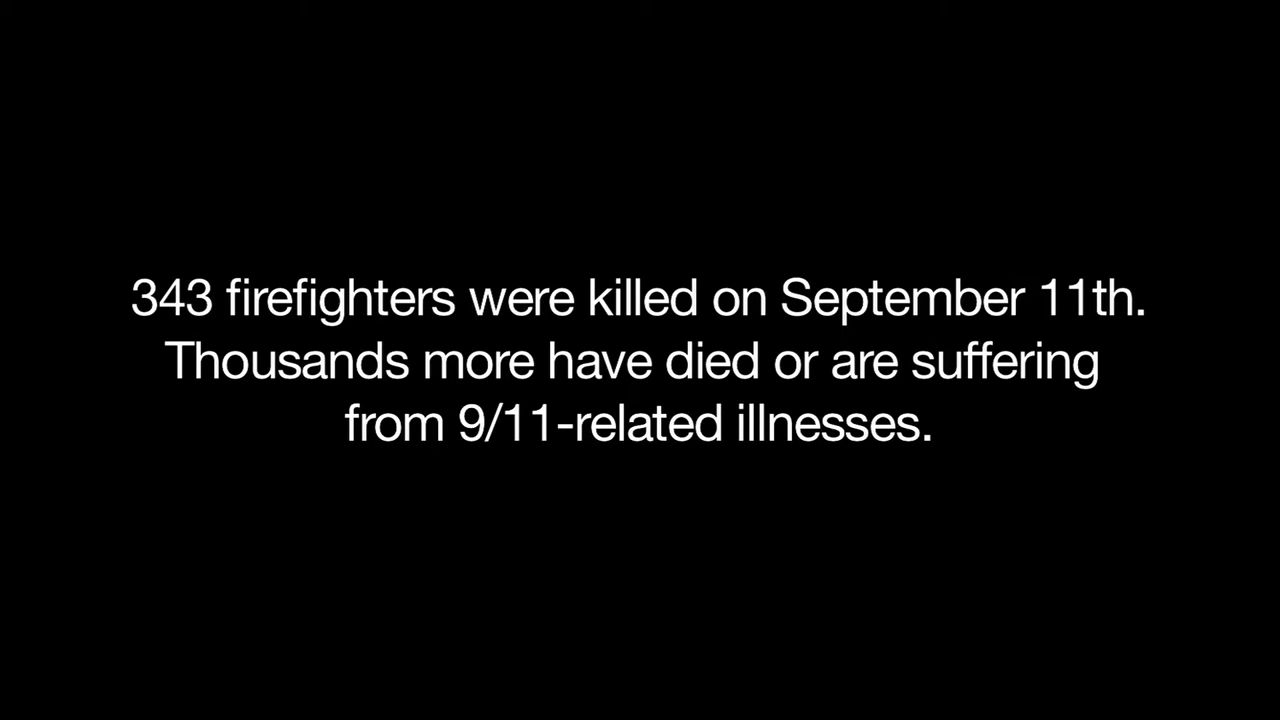 343 firefighters were killed on September 11th.
Thousands more have died or are suffering
from 9/11-related illnesses.